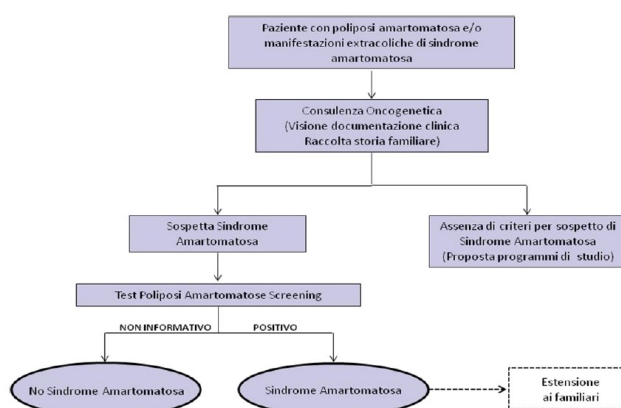 Paziente con poliposi amartomatosa e/o
manifestazioni extracoliche di sindrome
amartomatosa
Consulenza Oncogenetica
(Visione documentazione clinica
Raccolta storia familiare)
Sospetta Sindrome
Amartomatosa
Assenza di criteri per sospetto di
Sindrome Amartomatosa
(Proposta programmi di studio)
Test Poliposi Amartomatose Screening
NON INFORMATIVO
POSITIVO
No Sindrome Amartomatosa
Sindrome Amartomatosa
Estensione
ai familiari